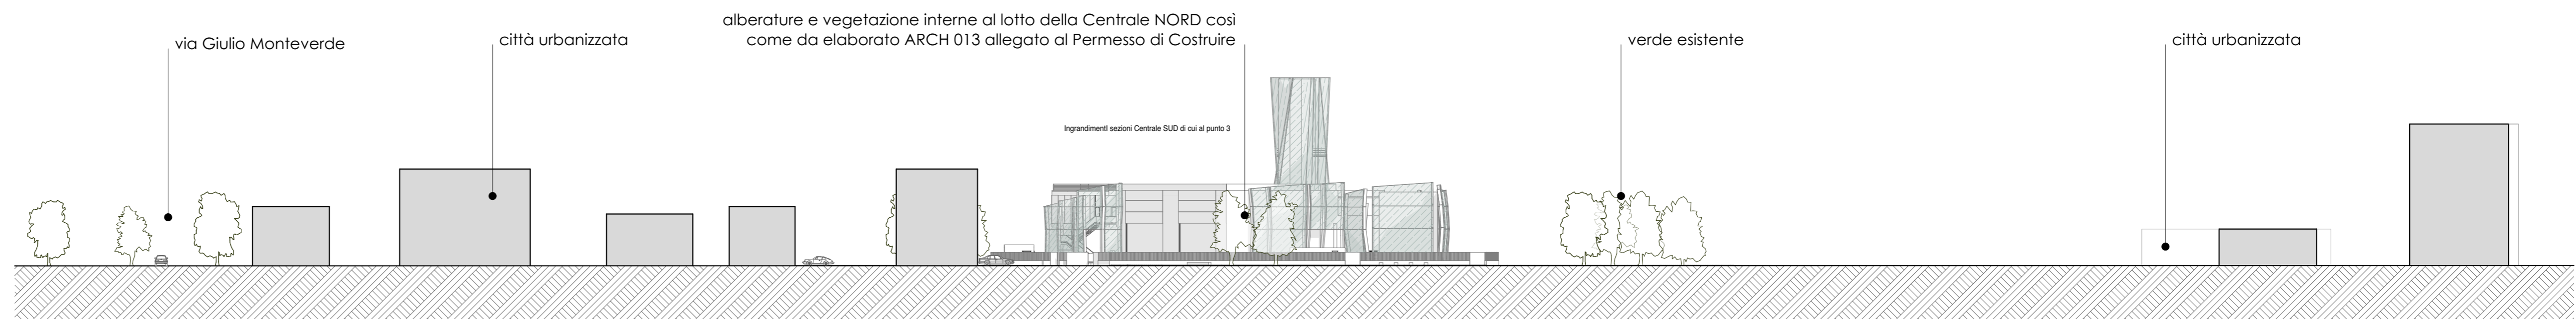 alberature e vegetazione interne al lotto della Centrale NORD così
come da elaborato ARCH 013 allegato al Permesso di Costruire
via Giulio Monteverde
città urbanizzata
verde esistente
città urbanizzata
Ingrandimenti sezioni Centrale SUD di cui al punto 3